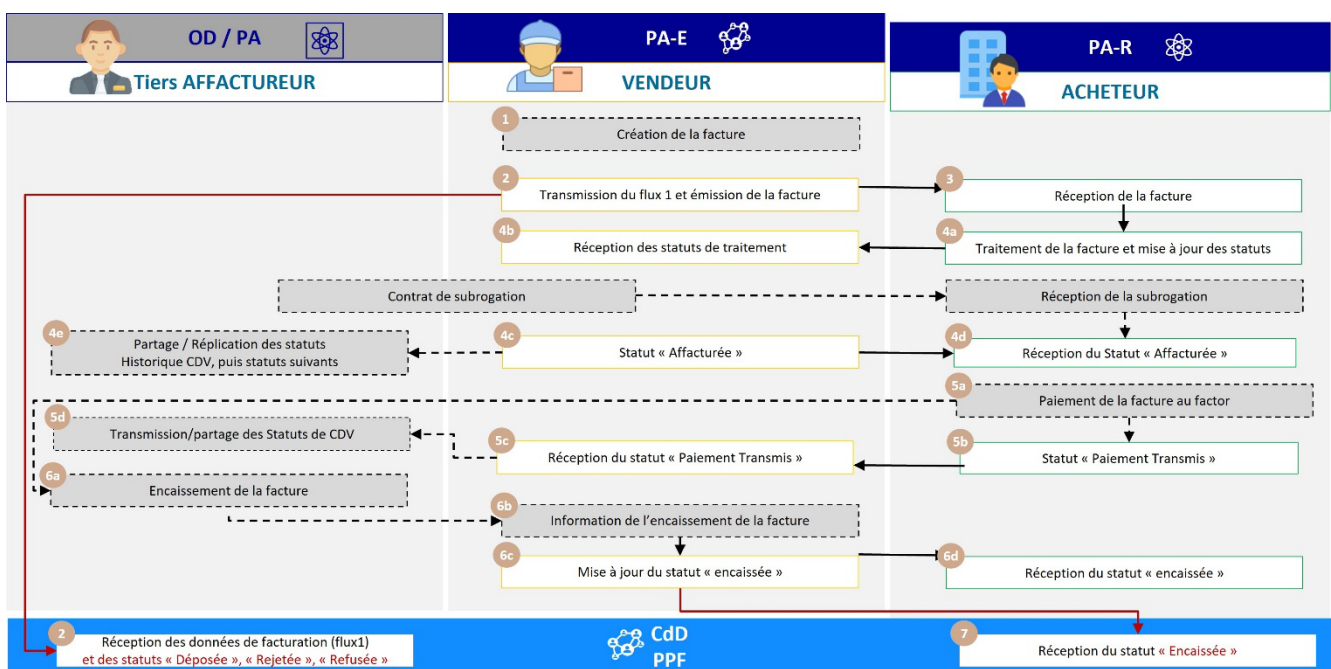 OD / PA
Tiers AFFACTUREUR
PA-E
VENDEUR
PA-R
ACHETEUR
1
Création de la facture
2
Transmission du flux 1 et émission de la facture
3
Réception de la facture
4b
Réception des statuts de traitement
4a
Traitement de la facture et mise à jour des statuts
Contrat de subrogation
Réception de la subrogation
4e
Partage / Réplication des statuts
Historique CDV, puis statuts suivants
4c
Statut « Affacturée »
4d
Réception du Statut « Affacturée »
5a
Paiement de la facture au factor
5d
Transmission/partage des Statuts de CDV
5c
Réception du statut « Paiement Transmis »
5b
Statut « Paiement Transmis »
6a
Encaissement de la facture
6b
Information de l’encaissement de la facture
6c
Mise à jour du statut « encaissée »
6d
Réception du statut « encaissée »
2
Réception des données de facturation (flux1)
et des statuts « Déposée », « Rejetée », « Refusée »
CdD
PPF
7
Réception du statut « Encaissée »